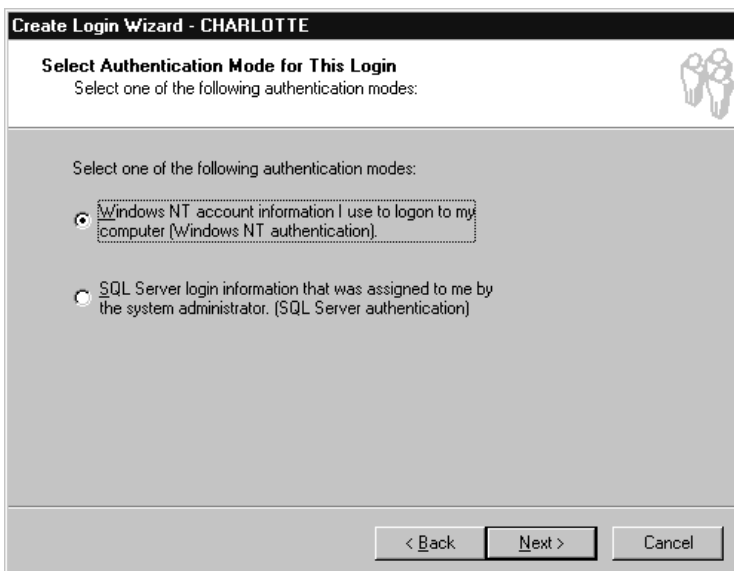 Create Login Wizard - CHARLOTTE
Select Authentication Mode for This Login
Select one of the following authentication modes:
Select one of the following authentication modes:
Windows NT account information I use to logon to my
computer (Windows NT authentication).
SQL Server login information that was assigned to me by
the system administrator. (SQL Server authentication)
< Back
Next >
Cancel